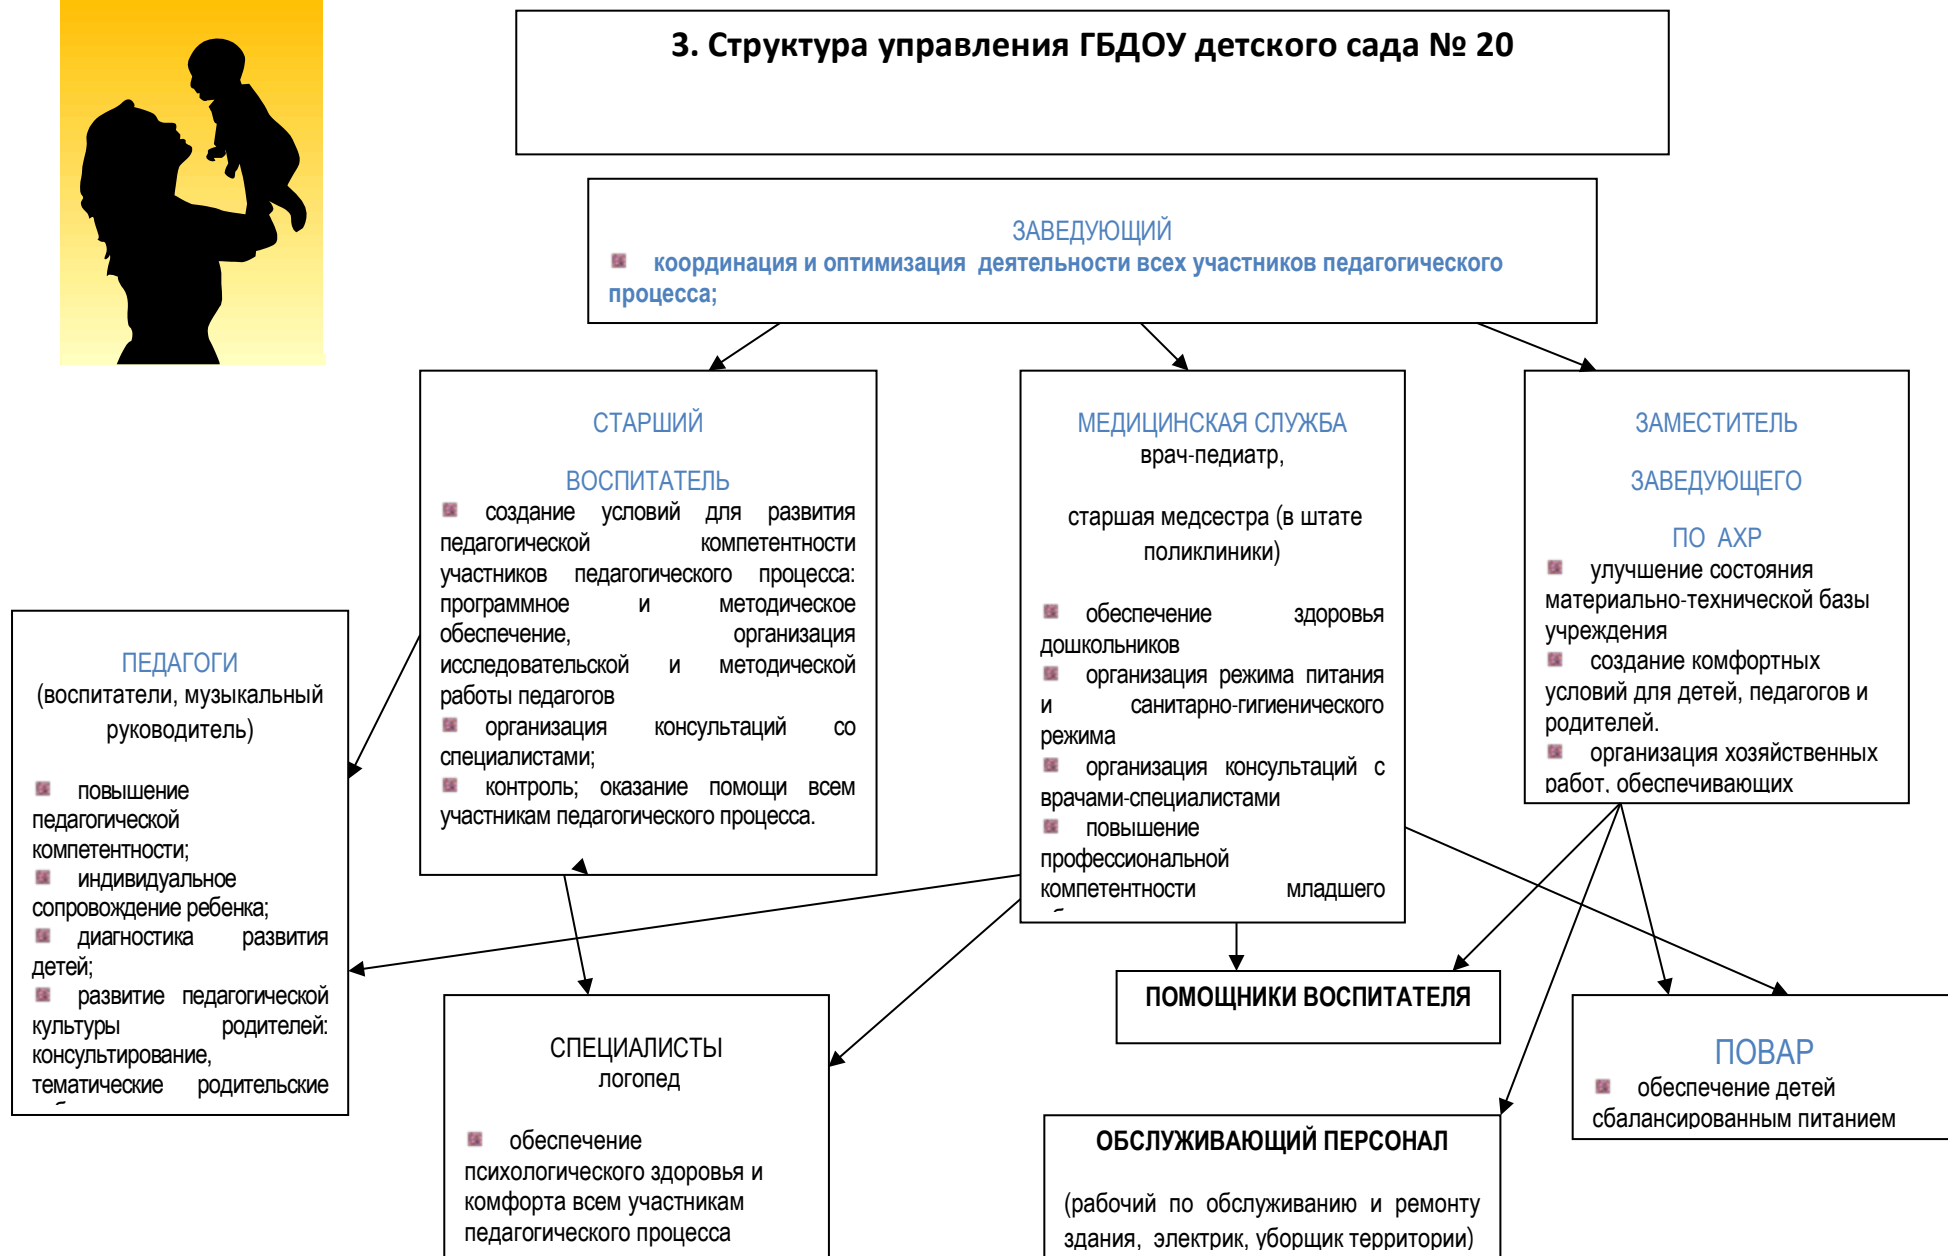 3. Структура управления ГБДОУ детского сада № 20
ЗАВЕДУЮЩИЙ
координация и оптимизация деятельности всех участников педагогического
процесса;
СТАРШИЙ
ВОСПИТАТЕЛЬ
создание условий для развития
педагогической компетентности
участников педагогического процесса:
программное и методическое
обеспечение, организация
исследовательской и методической
работы педагогов
организация консультаций со
специалистами;
контроль; оказание помощи всем
участникам педагогического процесса.
МЕДИЦИНСКАЯ СЛУЖБА
врач-педиатр,
старшая медсестра (в штате
поликлиники)
обеспечение здоровья
дошкольников
организация режима питания
и санитарно-гигиенического
режима
организация консультаций с
врачами-специалистами
повышение
профессиональной
компетентности младшего
ЗАМЕСТИТЕЛЬ
ЗАВЕДУЮЩЕГО
ПО АХР
улучшение состояния
материально-технической базы
учреждения
создание комфортных
условий для детей, педагогов и
родителей.
организация хозяйственных
работ, обеспечивающих
ПЕДАГОГИ
(воспитатели, музыкальный
руководитель)
повышение
педагогической
компетентности;
индивидуальное
сопровождение ребенка;
диагностика развития
детей;
развитие педагогической
культуры родителей:
консультирование,
тематические родительские
СПЕЦИАЛИСТЫ
логопед
обеспечение
психологического здоровья и
комфорта всем участникам
педагогического процесса
ПОМОЩНИКИ ВОСПИТАТЕЛЯ
ОБСЛУЖИВАЮЩИЙ ПЕРСОНАЛ
(рабочий по обслуживанию и ремонту
здания, электрик, уборщик территории)
ПОВАР
обеспечение детей
сбалансированным питанием